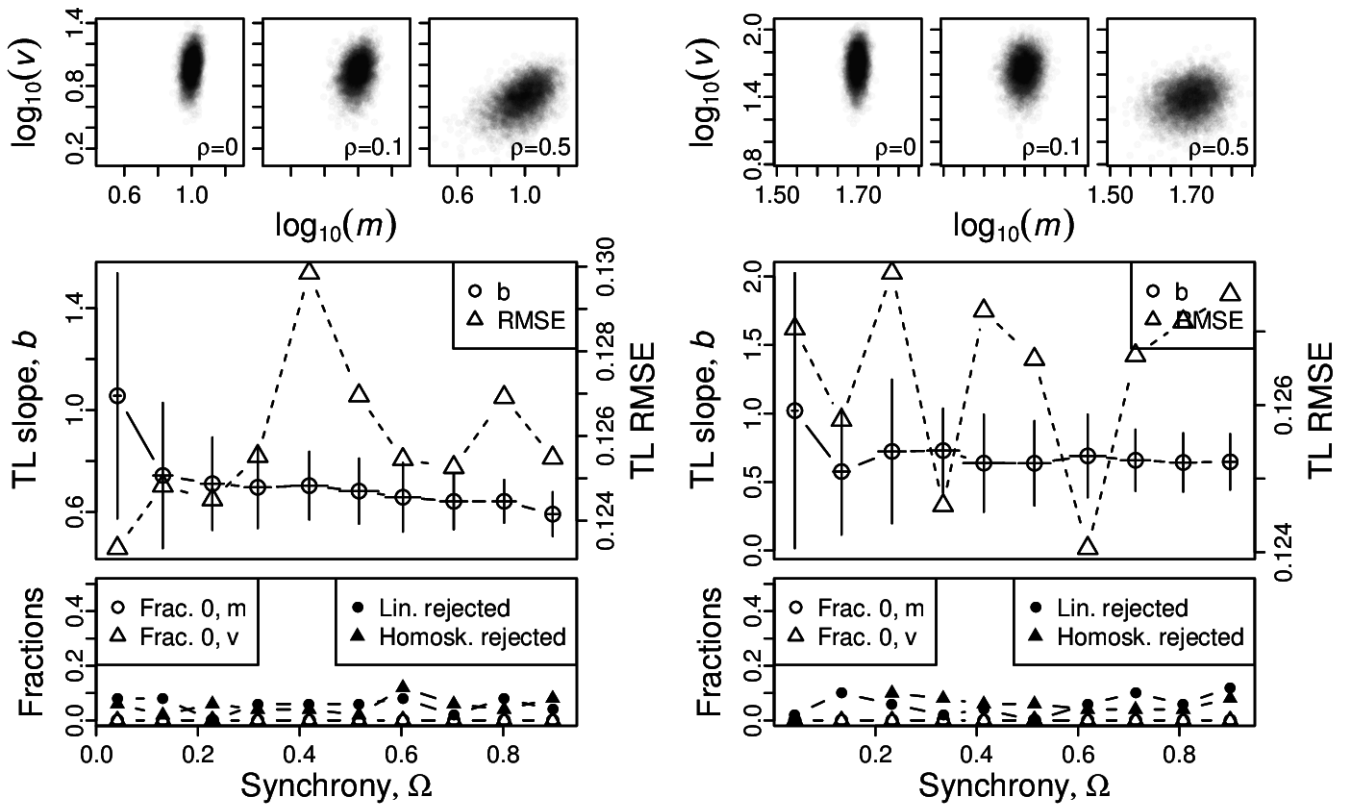 log10(v)
0.2 0.8 1.4
ρ=0
ρ=0.1
ρ=0.5
0.6 1.0 0.6 1.0
log10(m)
log10(v)
0.8 1.4 2.0
ρ=0
ρ=0.1
ρ=0.5
1.50 1.70 1.50 1.70
log10(m)
TL slope, b
0.6 1.0 1.4
b
RMSE
0.124 0.126 0.128 0.130
TL RMSE
TL slope, b
0.0 0.5 1.0 1.5 2.0
b
RMSE
0.124 0.126
TL RMSE
Fractions
0.0 0.2 0.4
Frac. 0, m
Frac. 0, v
Lin. rejected
Homosk. rejected
0.0 0.2 0.4 0.6 0.8
Synchrony, Ω
Fractions
0.0 0.2 0.4
Frac. 0, m
Frac. 0, v
Lin. rejected
Homosk. rejected
0.2 0.4 0.6 0.8
Synchrony, Ω